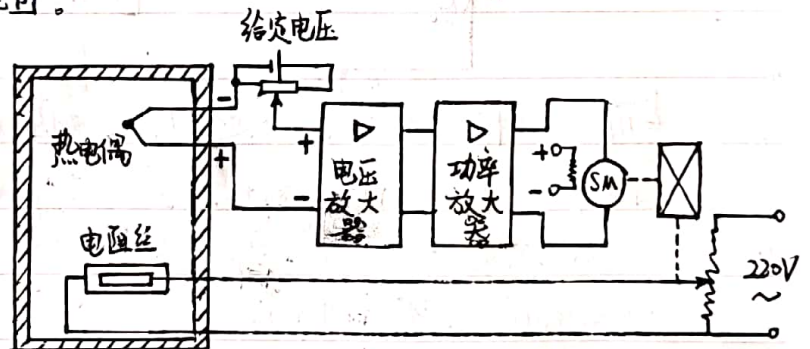 给定电压
热电偶
电压
放大
器
功率
放大
器
SM
电阻丝
220V
~
+
-
+
-
+
-